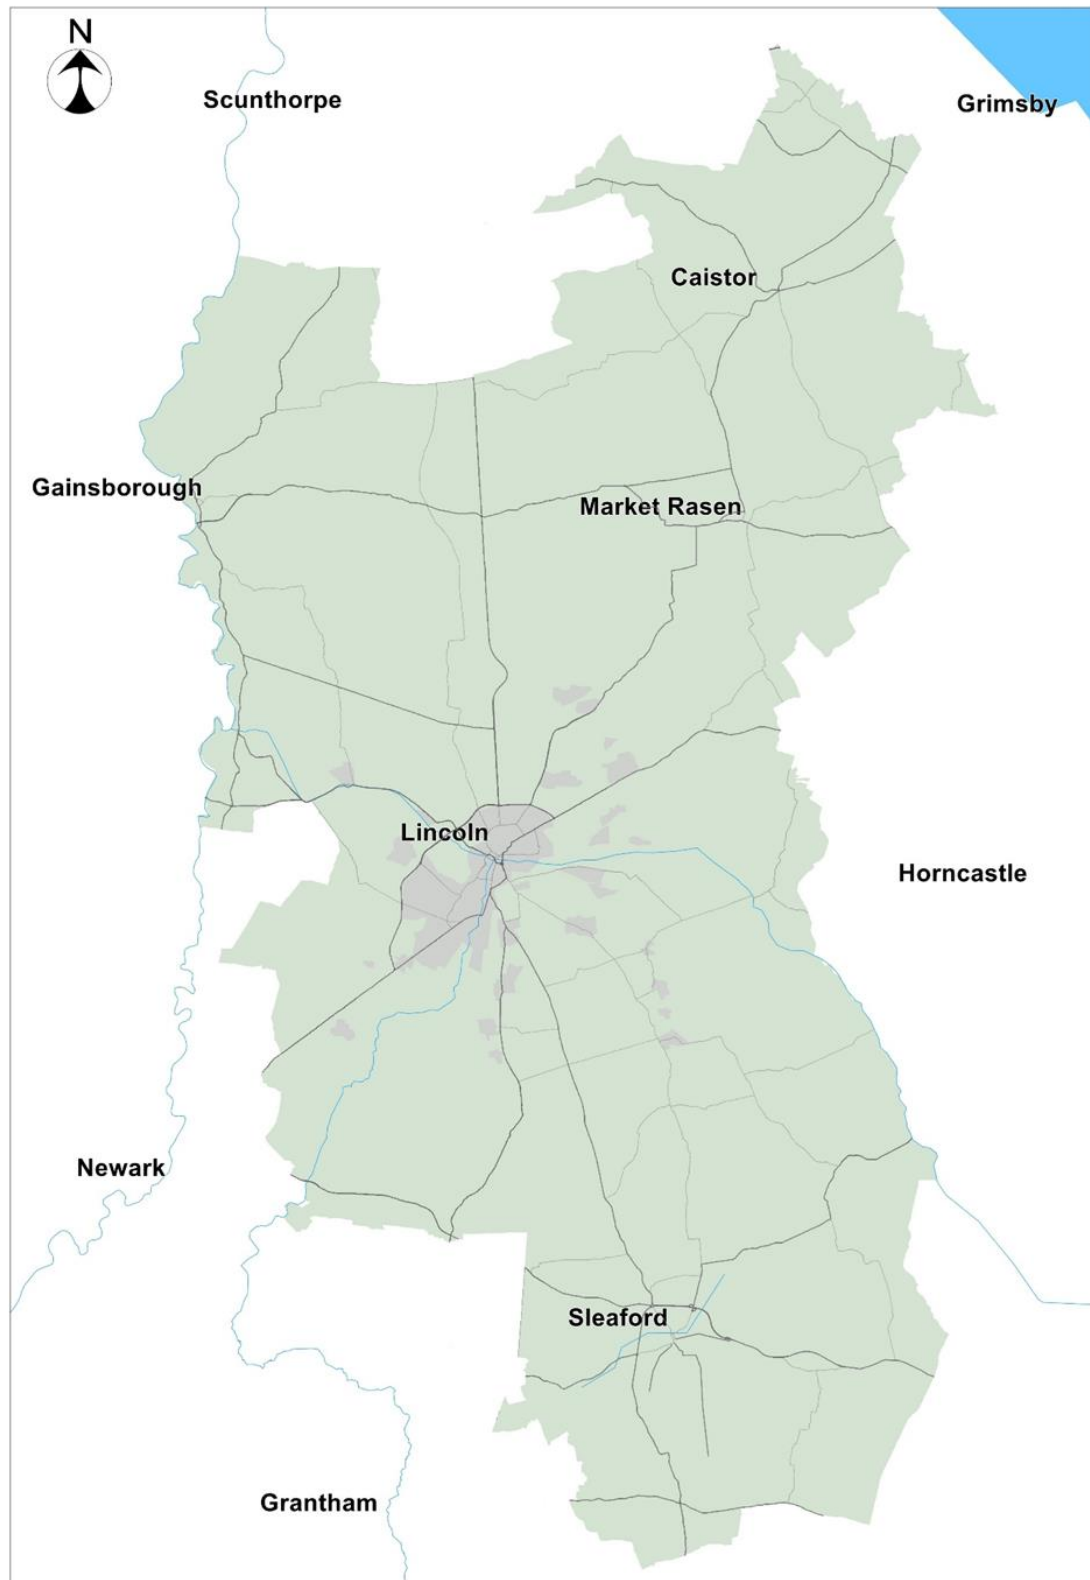 N
Scunthorpe
Grimsby
Caistor
Gainsborough
Market Rasen
Lincoln
Horncastle
Newark
Sleaford
Grantham